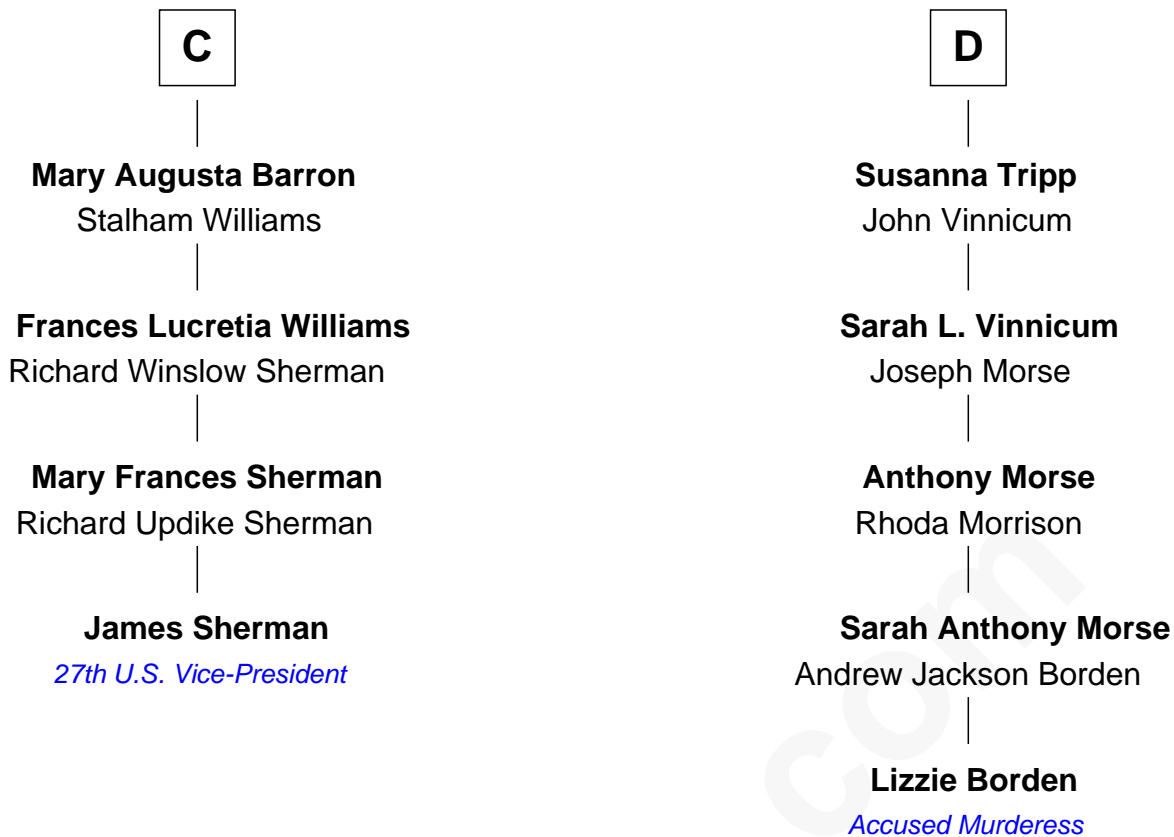 C
Mary Augusta Barron
Stalham Williams
Frances Lucretia Williams
Richard Winslow Sherman
Mary Frances Sherman
Richard Updike Sherman
James Sherman
27th U.S. Vice-President
D
Susanna Tripp
John Vinnicum
Sarah L. Vinnicum
Joseph Morse
Anthony Morse
Rhoda Morrison
Sarah Anthony Morse
Andrew Jackson Borden
Lizzie Borden
Accused Murderess
com